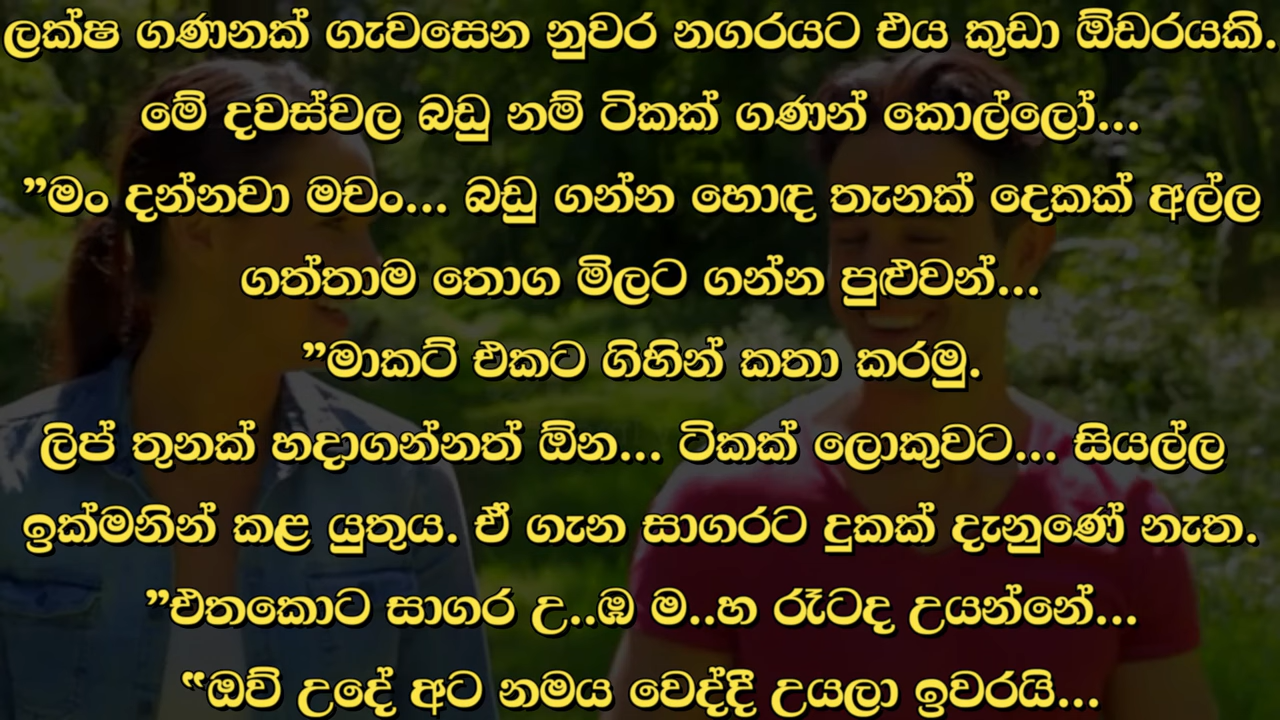 ලක්ෂ ගණනක් ගැවසෙන නුවර නගරයට එය කුඩා ඕඩරයකි.
මේ දවස්වල බඩු නම් ටිකක් ගණන් කොල්ලෝ...
”මං දන්නවා මචං... බඩු ගන්න හොඳ තැනක් දෙකක් අල්ල
ගත්තාම තොග මිලට ගන්න පුළුවන්...
”මාකට් එකට ගිහින් කතා කරමු.
ලිප් තුනක් හදාගන්නත් ඕන... ටිකක් ලොකුවට... සියල්ල
ඉක්මනින් කළ යුතුය. ඒ ගැන සාගරට දුකක් දැනුණේ නැත.
”එතකොට සාගර උ..ඹ ම..හ රෑටද උයන්නේ...
“ඔව් උදේ අට නමය වෙද්දී උයලා ඉවරයි...